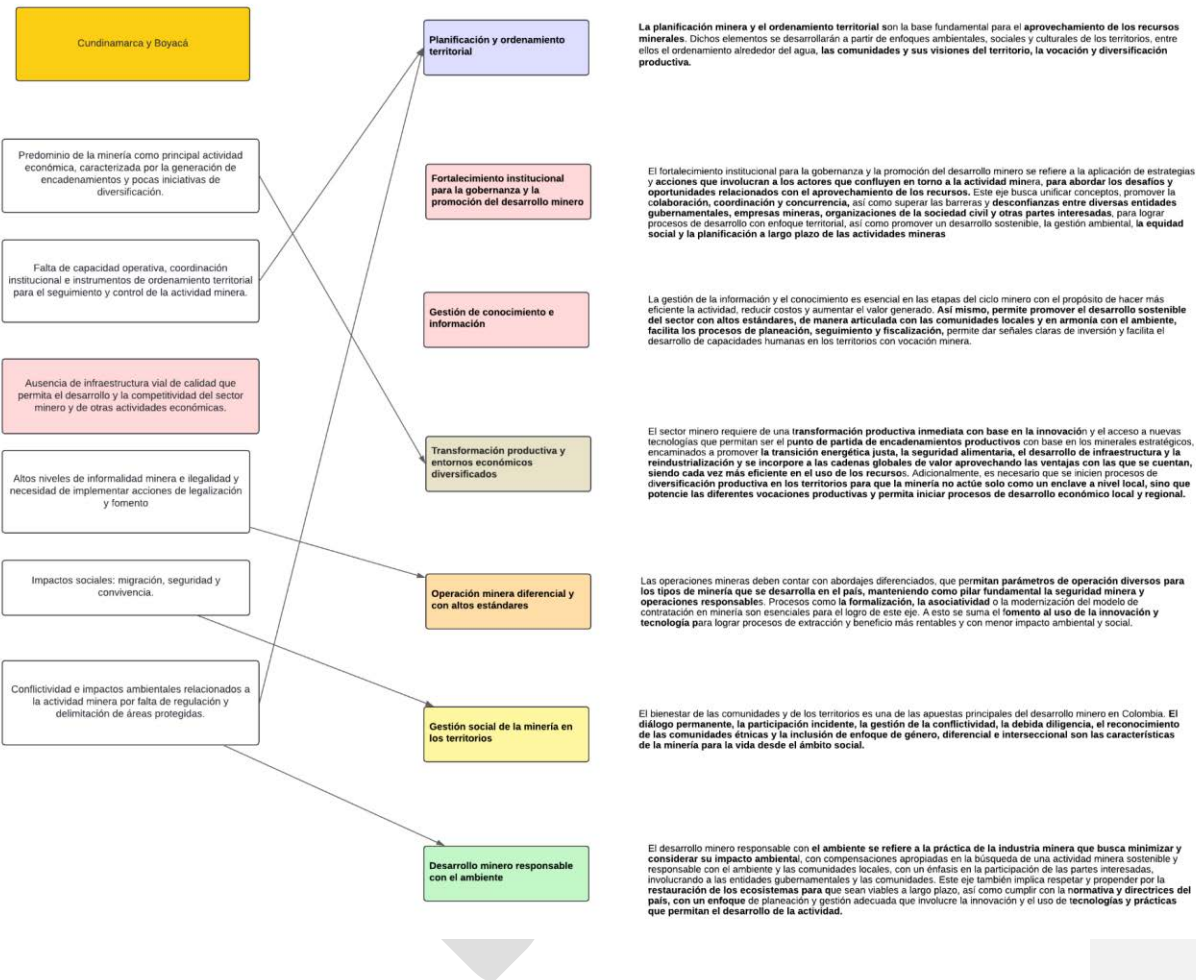 Cundinamarca y Boyacá
Planificación y ordenamiento
territorial
La planificación minera y el ordenamiento territorial son la base fundamental para el aprovechamiento de los recursos
minerales. Dichos elementos se desarrollarán a partir de enfoques ambientales, sociales y culturales de los territorios, entre
ellos el ordenamiento alrededor del agua, las comunidades y sus visiones del territorio, la vocación y diversificación
productiva.
Predominio de la minería como principal actividad
económica, caracterizada por la generación de
encadenamientos y pocas iniciativas de
diversificación.
Fortalecimiento institucional
para la gobernanza y la
promoción del desarrollo minero
El fortalecimiento institucional para la gobernanza y la promoción del desarrollo minero se refiere a la aplicación de estrategias
y acciones que involucran a los actores que confluyen en torno a la actividad minera, para abordar los desafíos y
oportunidades relacionados con el aprovechamiento de los recursos. Este eje busca unificar conceptos, promover la
colaboración, coordinación y concurrencia, así como superar las barreras y desconfianzas entre diversas entidades
gubernamentales, empresas mineras, organizaciones de la sociedad civil y otras partes interesadas, para lograr
procesos de desarrollo con enfoque territorial, así como promover un desarrollo sostenible, la gestión ambiental, la equidad
social y la planificación a largo plazo de las actividades mineras
Falta de capacidad operativa, coordinación
institucional e instrumentos de ordenamiento territorial
para el seguimiento y control de la actividad minera.
Gestión de conocimiento e
información
La gestión de la información y el conocimiento es esencial en las etapas del ciclo minero con el propósito de hacer más
eficiente la actividad, reducir costos y aumentar el valor generado. Así mismo, permite promover el desarrollo sostenible
del sector con altos estándares, de manera articulada con las comunidades locales y en armonía con el ambiente,
facilita los procesos de planeación, seguimiento y fiscalización, permite dar señales claras de inversión y facilita el
desarrollo de capacidades humanas en los territorios con vocación minera.
Ausencia de infraestructura vial de calidad que
permita el desarrollo y la competitividad del sector
minero y de otras actividades económicas.
Transformación productiva y
entornos económicos
diversificados
El sector minero requiere de una transformación productiva inmediata con base en la innovación y el acceso a nuevas
tecnologías que permitan ser el punto de partida de encadenamientos productivos con base en los minerales estratégicos,
encaminados a promover la transición energética justa, la seguridad alimentaria, el desarrollo de infraestructura y la
reindustrialización y se incorpore a las cadenas globales de valor aprovechando las ventajas con las que se cuentan,
siendo cada vez más eficiente en el uso de los recursos. Adicionalmente, es necesario que se inicien procesos de
diversificación productiva en los territorios para que la minería no actúe solo como un enclave a nivel local, sino que
potencie las diferentes vocaciones productivas y permita iniciar procesos de desarrollo económico local y regional.
Altos niveles de informalidad minera e ilegalidad y
necesidad de implementar acciones de legalización
y fomento
Impactos sociales: migración, seguridad y
convivencia.
Operación minera diferencial y
con altos estándares
Las operaciones mineras deben contar con abordajes diferenciados, que permitan parámetros de operación diversos para
los tipos de minería que se desarrolla en el país, manteniendo como pilar fundamental la seguridad minera y
operaciones responsables. Procesos como la formalización, la asociatividad o la modernización del modelo de
contratación en minería son esenciales para el logro de este eje. A esto se suma el fomento al uso de la innovación y
tecnología para lograr procesos de extracción y beneficio más rentables y con menor impacto ambiental y social.
Conflictividad e impactos ambientales relacionados a
la actividad minera por falta de regulación y
delimitación de áreas protegidas.
Gestión social de la minería en
los territorios
El bienestar de las comunidades y de los territorios es una de las apuestas principales del desarrollo minero en Colombia. El
diálogo permanente, la participación incidente, la gestión de la conflictividad, la debida diligencia, el reconocimiento
de las comunidades étnicas y la inclusión de enfoque de género, diferencial e interseccional son las características
de la minería para la vida desde el ámbito social.
Desarrollo minero responsable
con el ambiente
El desarrollo minero responsable con el ambiente se refiere a la práctica de la industria minera que busca minimizar y
considerar su impacto ambiental, con compensaciones apropiadas en la búsqueda de una actividad minera sostenible y
responsable con el ambiente y las comunidades locales, con un énfasis en la participación de las partes interesadas,
involucrando a las entidades gubernamentales y las comunidades. Este eje también implica respetar y propender por la
restauración de los ecosistemas para que sean viables a largo plazo, así como cumplir con la normativa y directrices del
país, con un enfoque de planeación y gestión adecuada que involucre la innovación y el uso de tecnologías y prácticas
que permitan el desarrollo de la actividad.